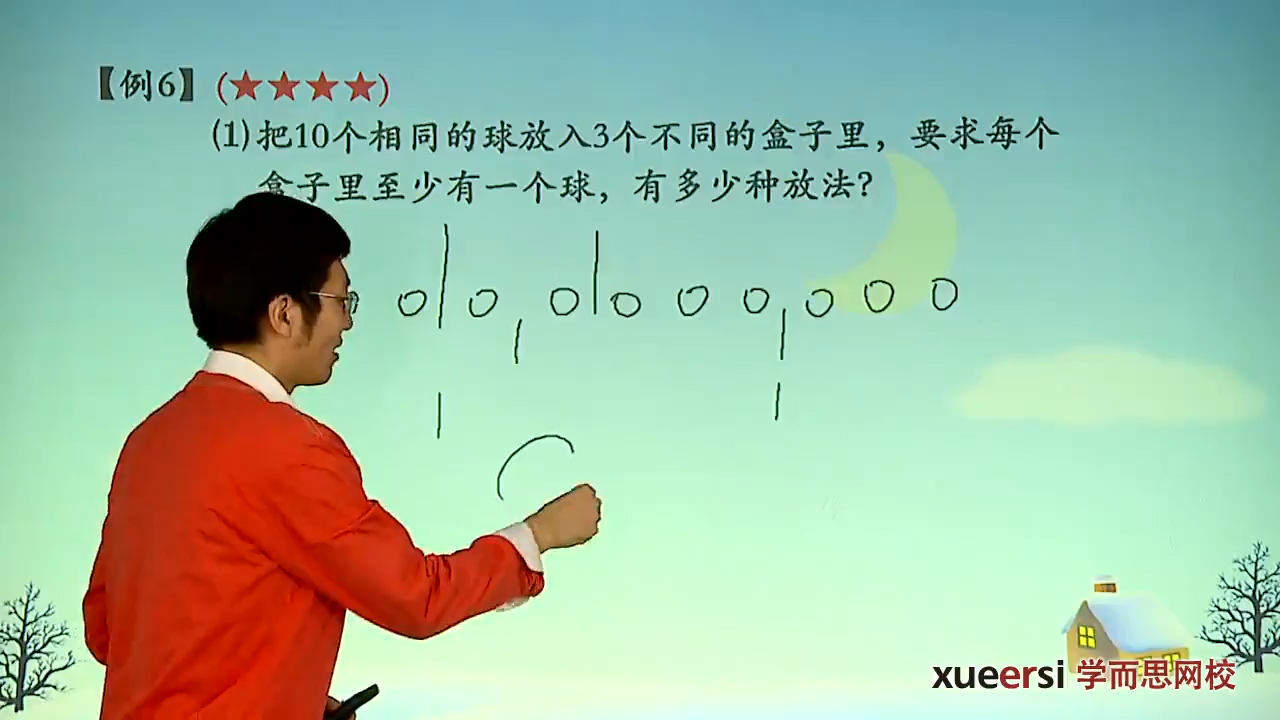 【例6】(★★★★)
(1)把10个相同的球放入3个不同的盒子里，要求每个
盒子里至少有一个球，有多少种放法？
xueersi 学而思网校